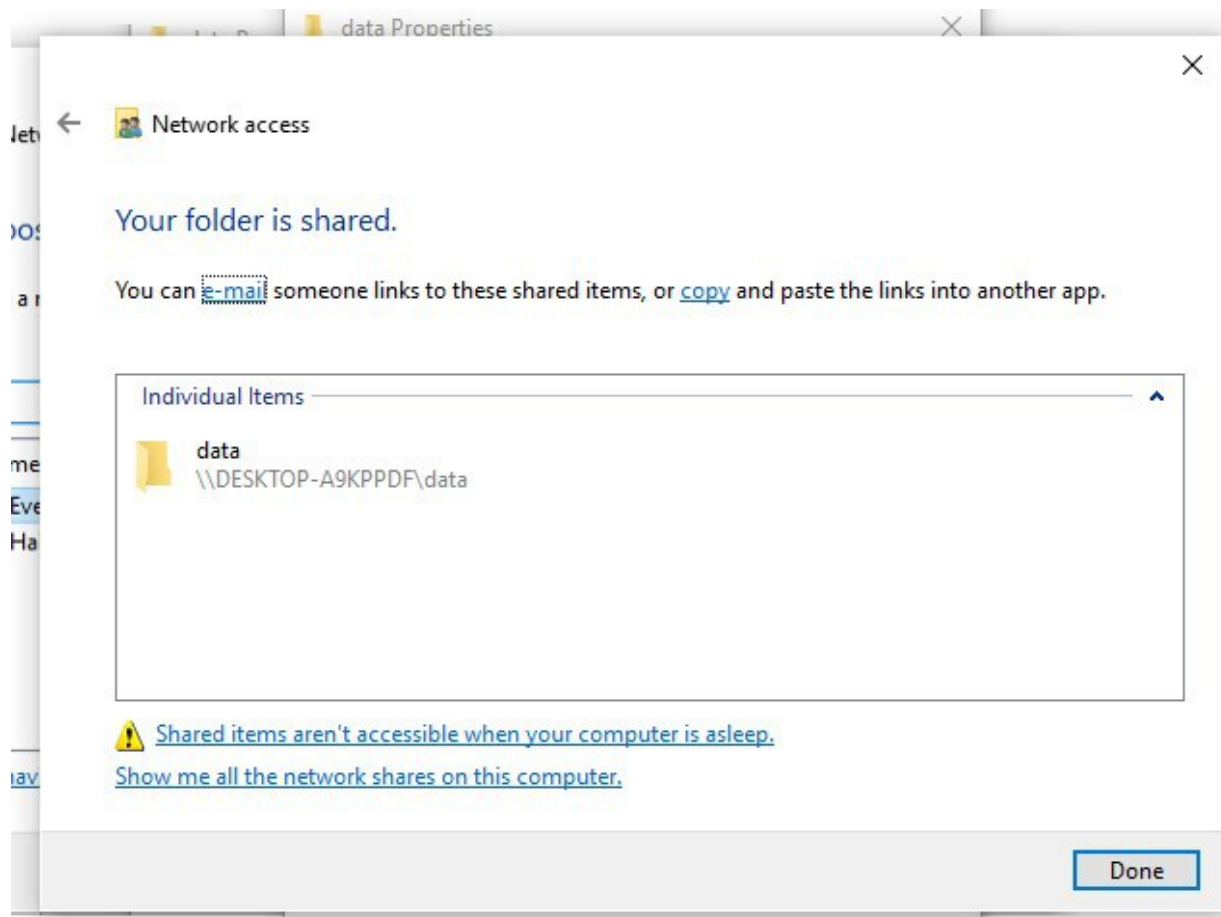 data Properties
Network access
Your folder is shared.
You can e-mail someone links to these shared items, or copy and paste the links into another app.
Individual Items
data
\\DESKTOP-A9KPPDF\data
Shared items aren't accessible when your computer is asleep.
Show me all the network shares on this computer.
Done